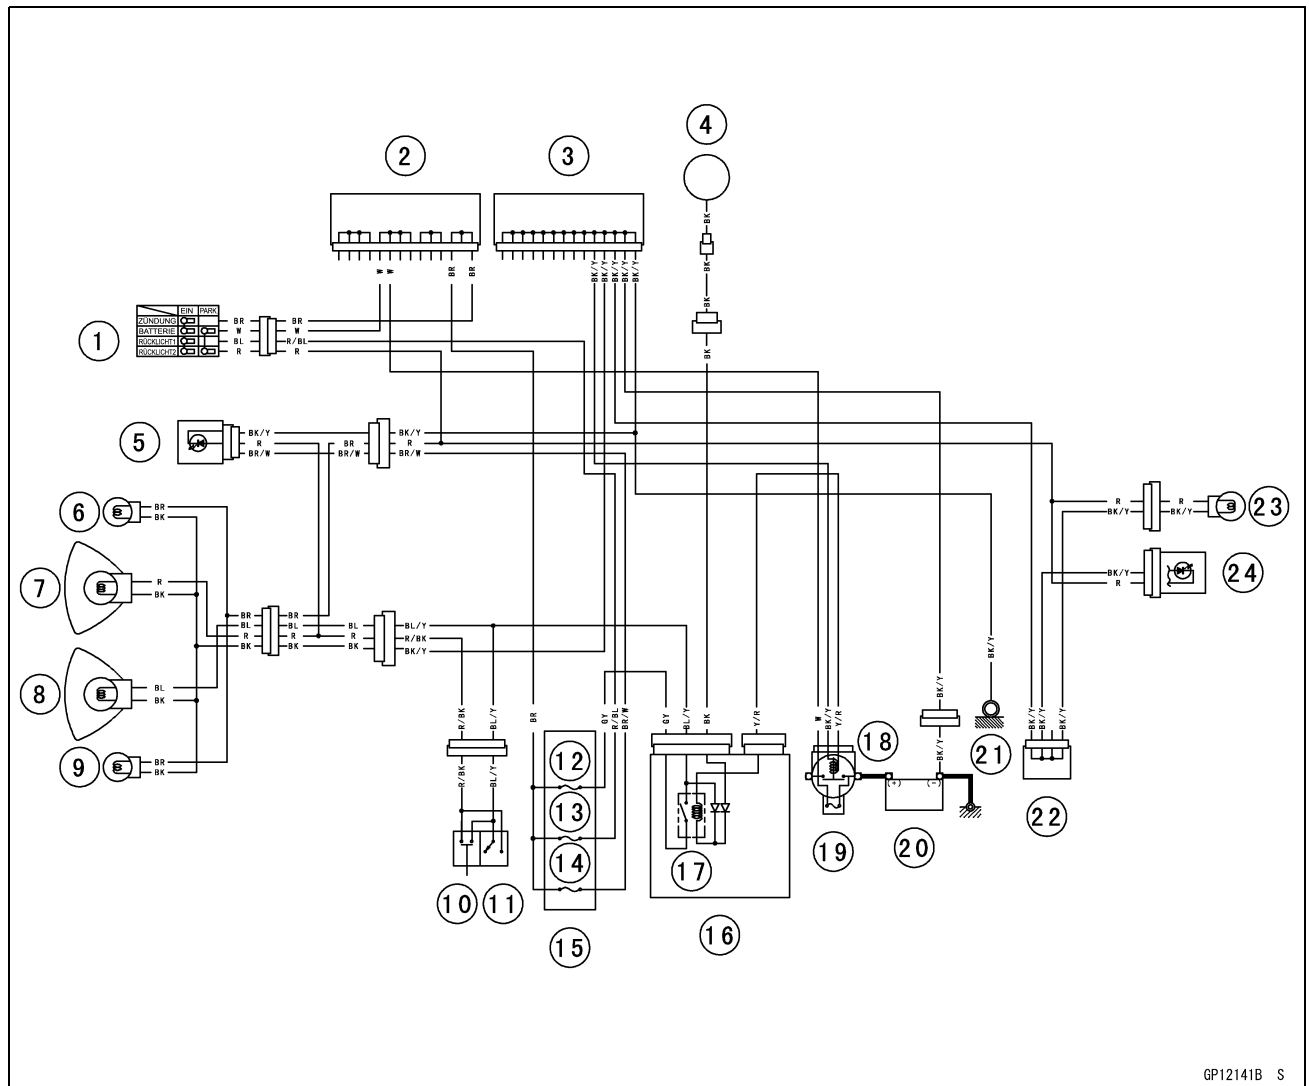 4
2
3
BK
BK
W
W
BR
BR
BK/Y
BK/Y
BK/Y
BK/Y
BK/Y
BK
BK
1
EIN PARK
ZÜNDUNG
BATTERIE
RÜCKLICHT1
RÜCKLICHT2
BR BR
W W
BL R/BL
R R
5
BK/Y BK/Y
R BR R
BR/W BR/W BR/W
6
BR
BK
7
R
BK
BR BR
BL BL BL BL/Y
R R R R/BK
BK BK BK BK/Y
8
BL
BK
9
BR
BK
R R
BK/Y BK/Y
23
BK/Y
R
24
BK/Y
BK/Y
R/BK
BL/Y
BR
GY
R/BL
BR/W
GY
BL/Y
BK
Y/R
W
BK/Y
Y/R
BK/Y
BK/Y
BK/Y
BK/Y
R/BK
BL/Y
BK/Y
12
13
14
15
10
11
17
16
18
19
(+) (-)
20
21
22
GP12141B S